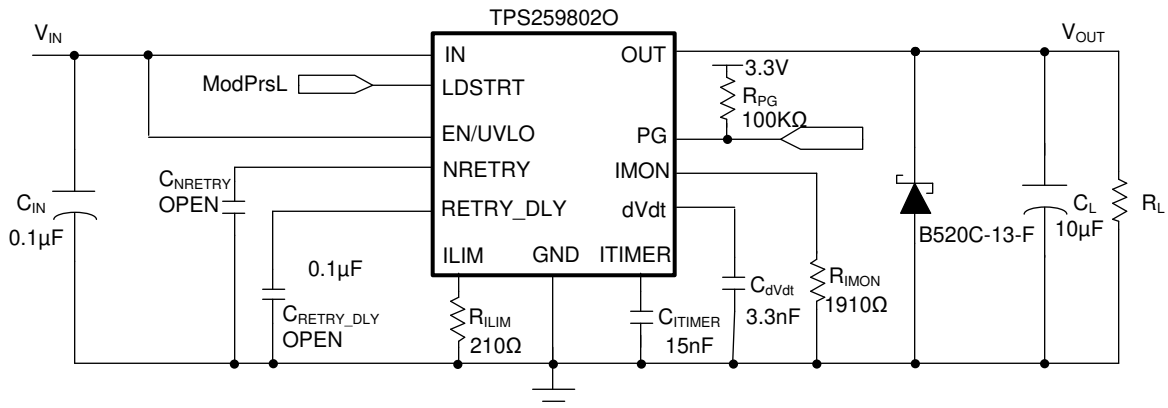 TPS259802O
VIN
VOUT
IN
OUT
3.3V
ModPrsL
LDSTRT
RPG
100KΩ
EN/UVLO
PG
NRETRY
IMON
CNRETRY
OPEN
CIN
0.1µF
RETRY_DLY
dVdt
CL
10µF
RL
B520C-13-F
0.1µF
ILIM
GND
ITIMER
CRETRY_DLY
OPEN
RILIM
210Ω
CITIMER
15nF
CdVdt
3.3nF
RIMON
1910Ω